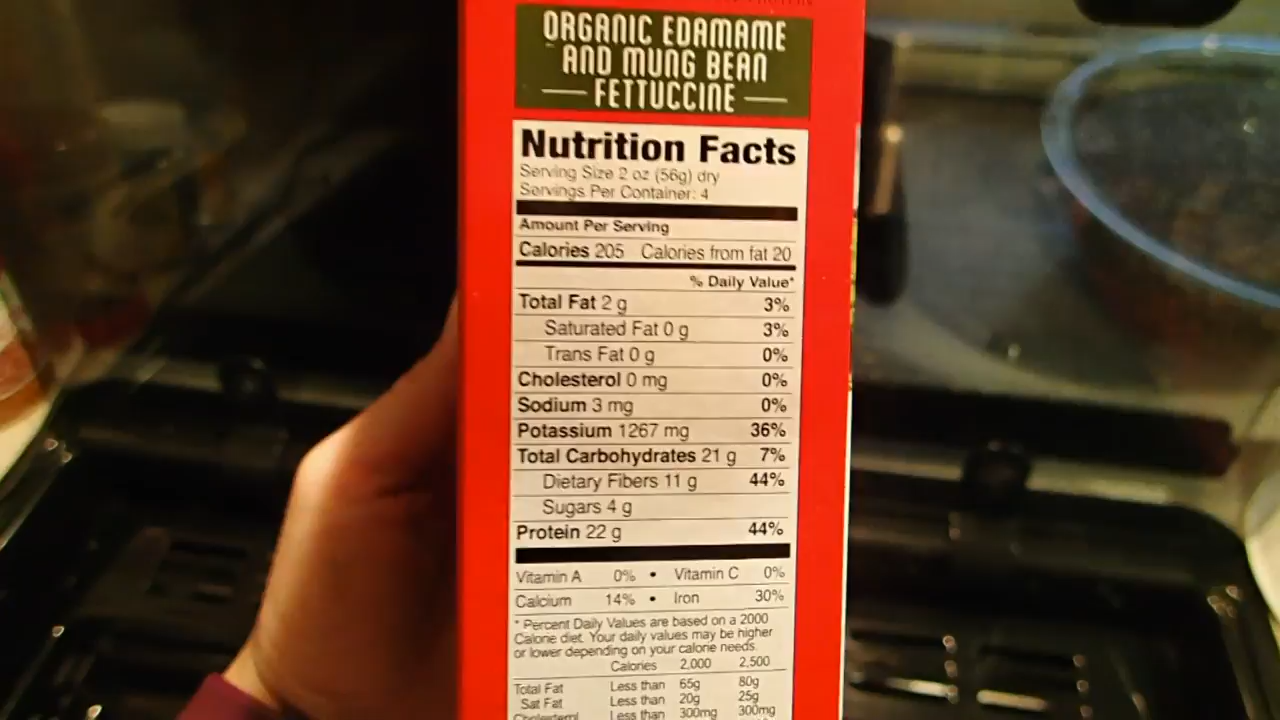 ORGANIC EDAMAME
AND MUNG BEAN
FETTUCCINE
Nutrition Facts
Serving Size 2 oz (56g) dry
Servings Per Container: 4
Amount Per Serving
Calories 205 Calories from fat 20
% Daily Value*
Total Fat 2 g 3%
Saturated Fat 0 g 3%
Trans Fat 0 g 0%
Cholesterol 0 mg 0%
Sodium 3 mg 0%
Potassium 1267 mg 36%
Total Carbohydrates 21 g 7%
Dietary Fibers 11 g 44%
Sugars 4 g
Protein 22 g 44%
Vitamin A 0% • Vitamin C 0%
Calcium 14% • Iron 30%
* Percent Daily Values are based on a 2000
Calorie diet. Your daily values may be higher
or lower depending on your calorie needs.
Calories 2,000 2,500
Total Fat Less than 65g 80g
Sat Fat Less than 20g 25g
Cholesterol Less than 300mg 300mg